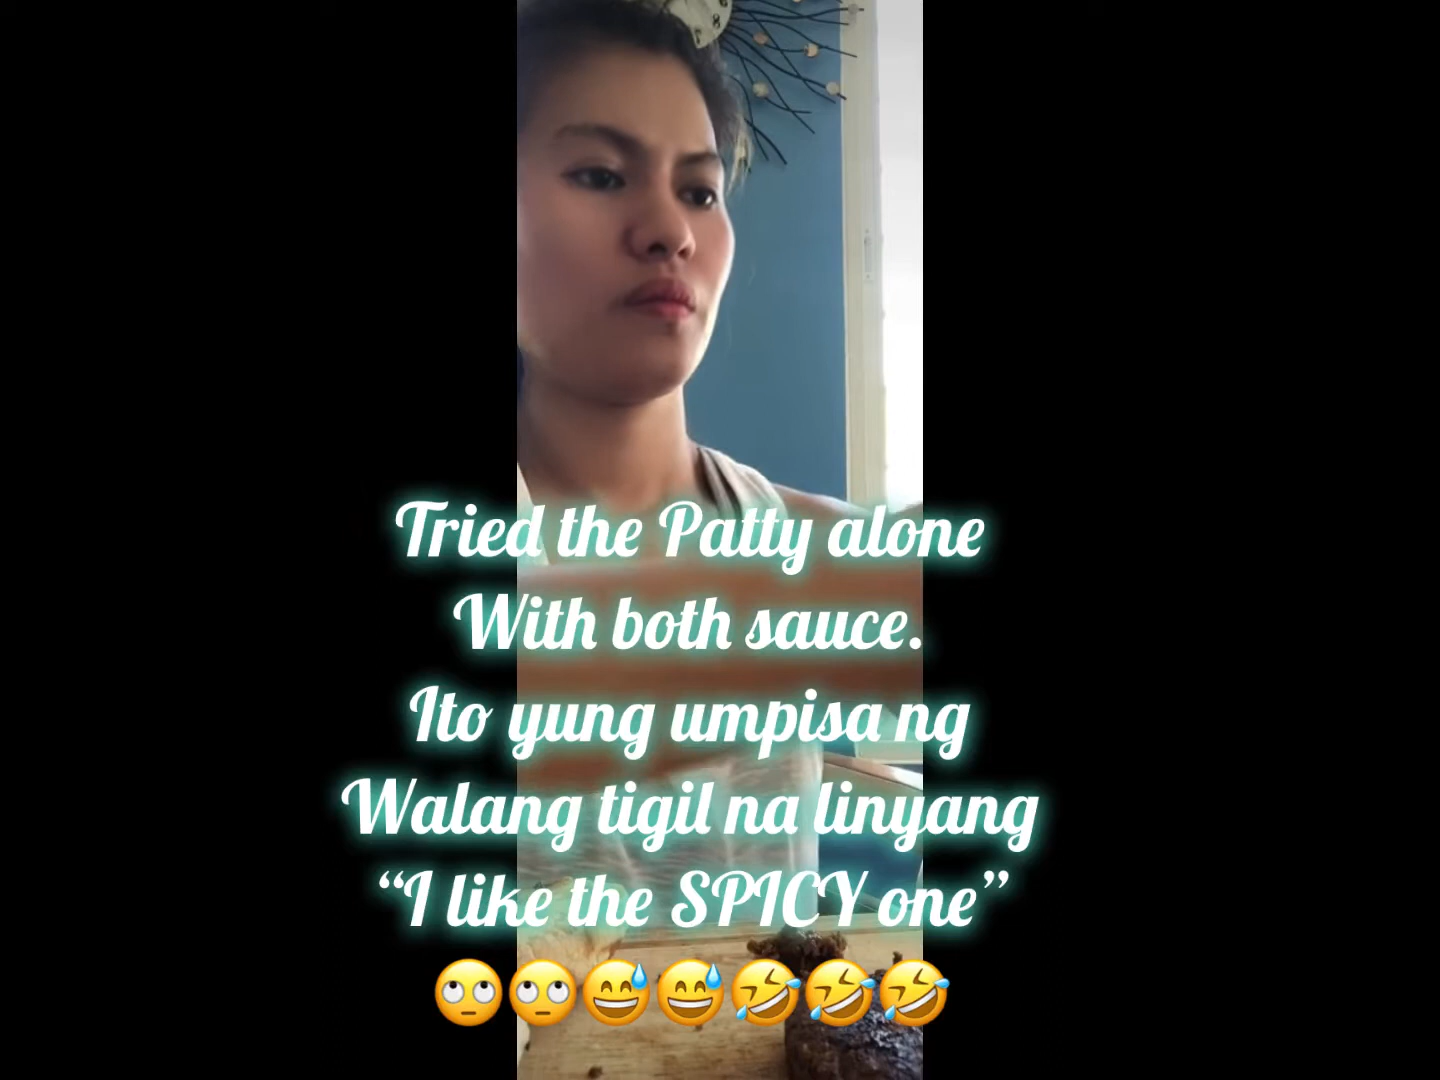 Tried the Patty alone
With both sauce.
Ito yung umpisa ng
Walang tigil na linyang
“I like the SPICY one”
🙄🙄😅😅🤣🤣🤣